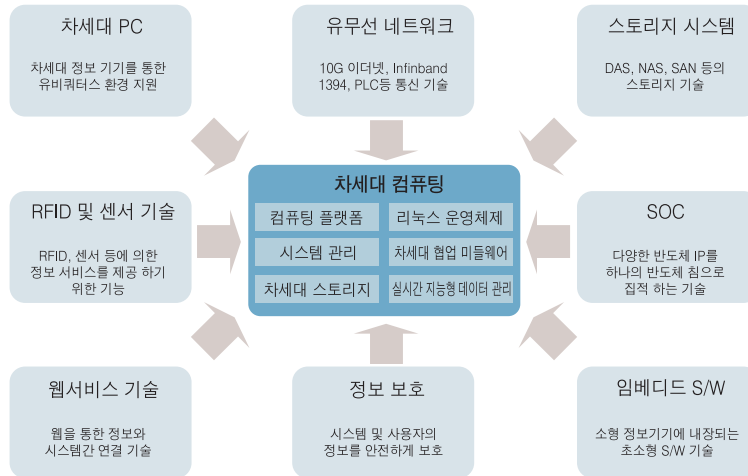 차세대 PC
차세대 정보 기기를 통한
유비쿼터스 환경 지원
유무선 네트워크
10G 이더넷, Infinband
1394, PLC등 통신 기술
스토리지 시스템
DAS, NAS, SAN 등의
스토리지 기술
RFID 및 센서 기술
RFID, 센서 등에 의한
정보 서비스를 제공 하기
위한 기능
차세대 컴퓨팅
컴퓨팅 플랫폼
리눅스 운영체제
시스템 관리
차세대 협업 미들웨어
차세대 스토리지
실시간 지능형 데이터 관리
SOC
다양한 반도체 IP를
하나의 반도체 칩으로
집적 하는 기술
웹서비스 기술
웹을 통한 정보와
시스템간 연결 기술
정보 보호
시스템 및 사용자의
정보를 안전하게 보호
임베디드 S/W
소형 정보기기에 내장되는
초소형 S/W 기술